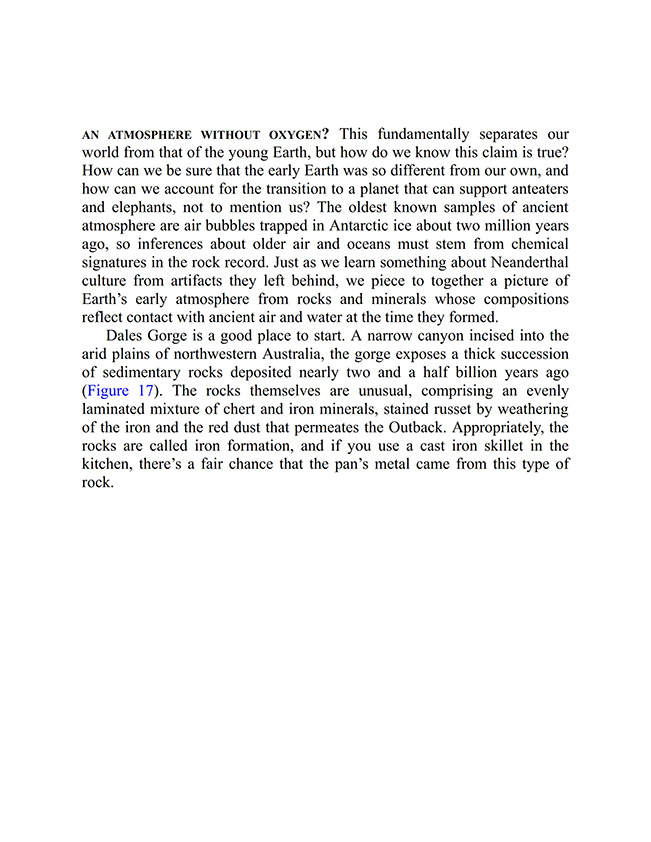 AN ATMOSPHERE WITHOUT OXYGEN? This fundamentally separates our
world from that of the young Earth, but how do we know this claim is true?
How can we be sure that the early Earth was so different from our own, and
how can we account for the transition to a planet that can support anteaters
and elephants, not to mention us? The oldest known samples of ancient
atmosphere are air bubbles trapped in Antarctic ice about two million years
ago, so inferences about older air and oceans must stem from chemical
signatures in the rock record. Just as we learn something about Neanderthal
culture from artifacts they left behind, we piece to together a picture of
Earth’s early atmosphere from rocks and minerals whose compositions
reflect contact with ancient air and water at the time they formed.
Dales Gorge is a good place to start. A narrow canyon incised into the
arid plains of northwestern Australia, the gorge exposes a thick succession
of sedimentary rocks deposited nearly two and a half billion years ago
(Figure 17). The rocks themselves are unusual, comprising an evenly
laminated mixture of chert and iron minerals, stained russet by weathering
of the iron and the red dust that permeates the Outback. Appropriately, the
rocks are called iron formation, and if you use a cast iron skillet in the
kitchen, there’s a fair chance that the pan’s metal came from this type of
rock.